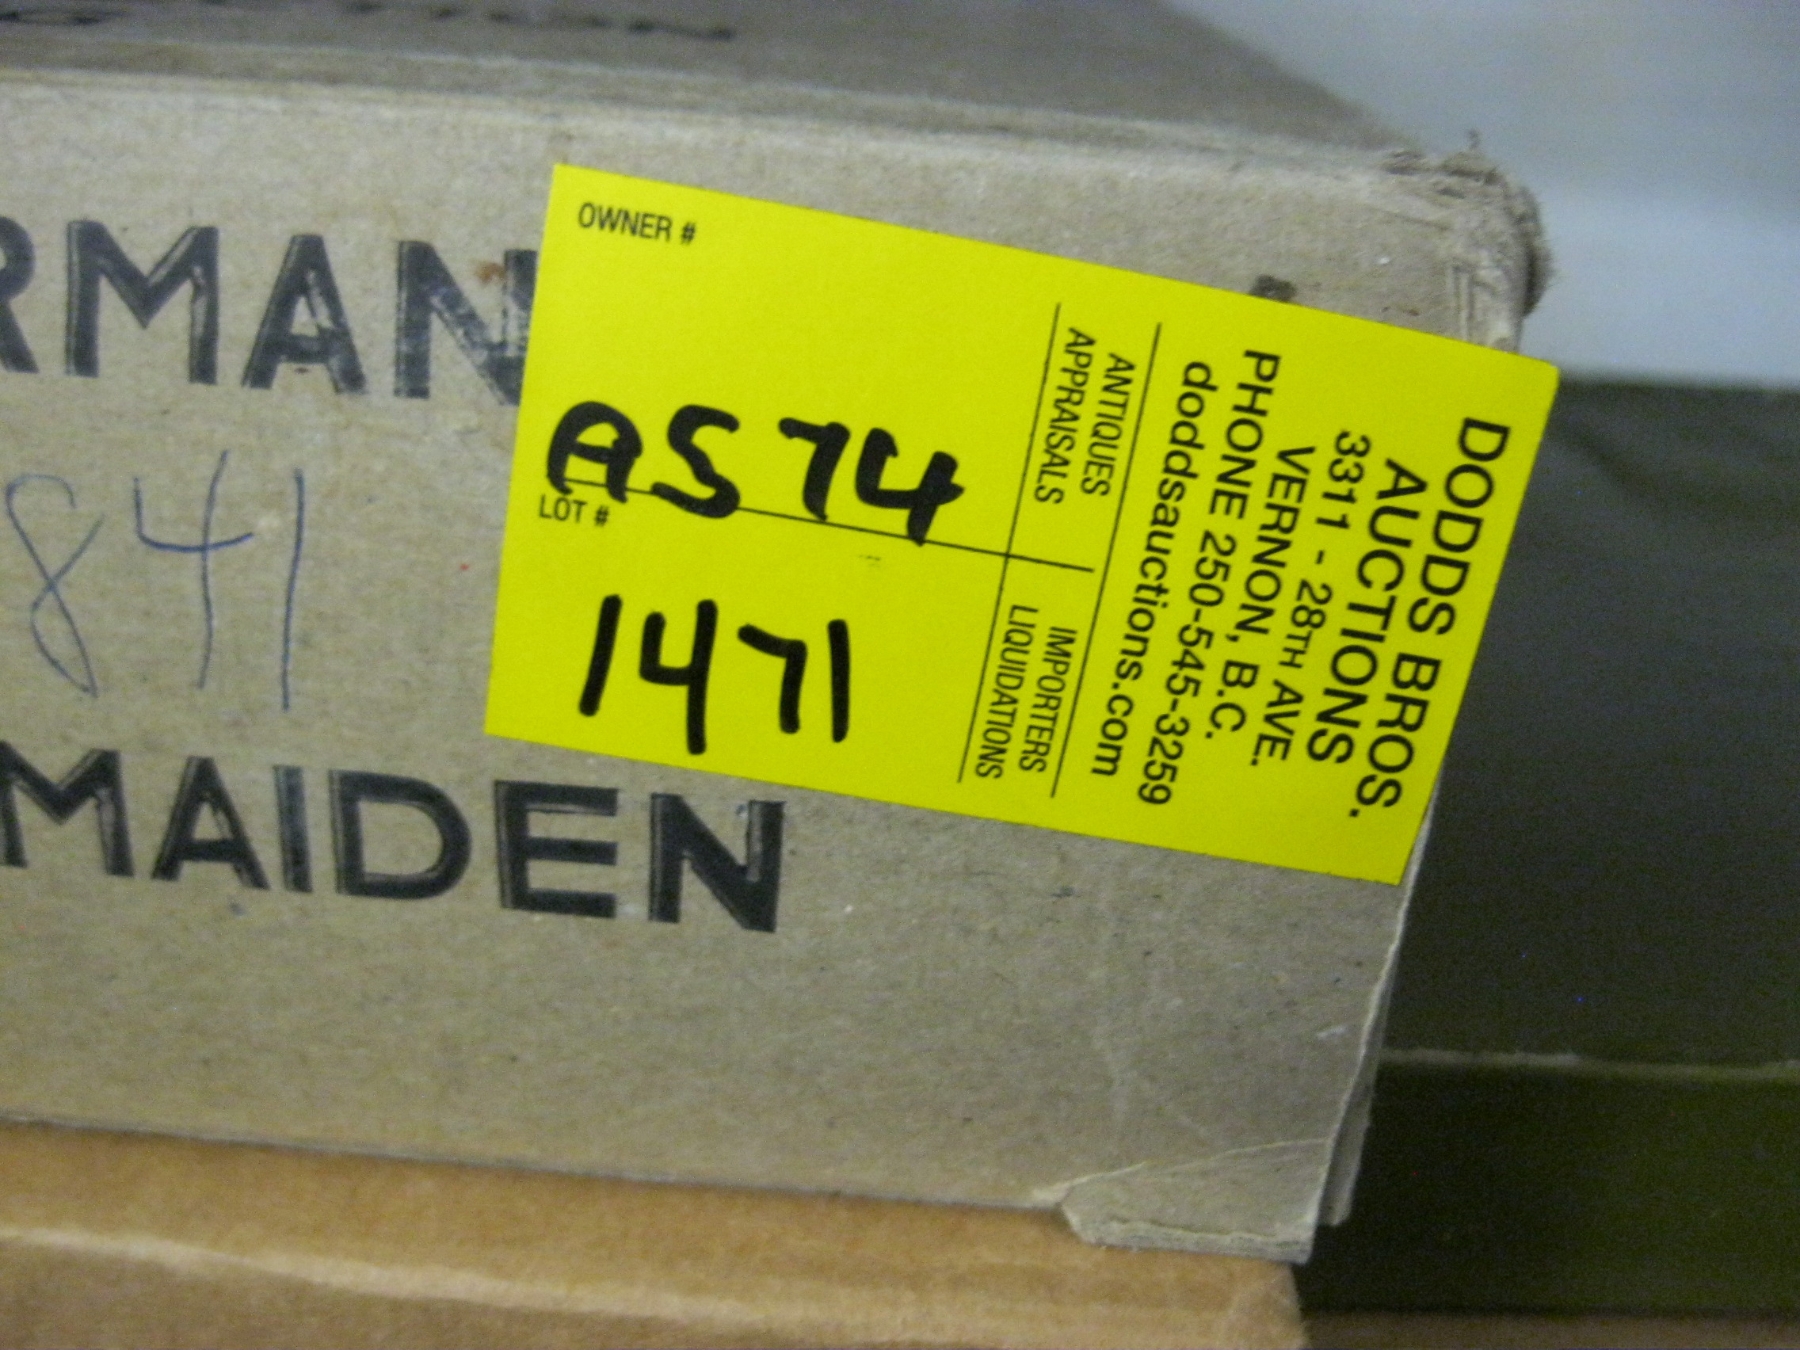 RMAN
841
MAIDEN
OWNER #
AS74
LOT #
1471
ANTIQUES
APPRAISALS
IMPORTERS
LIQUIDATIONS
DODDS BROS.
AUCTIONS
3311 - 28TH AVE.
VERNON, B.C.
PHONE 250-545-3259
doddsauctions.com